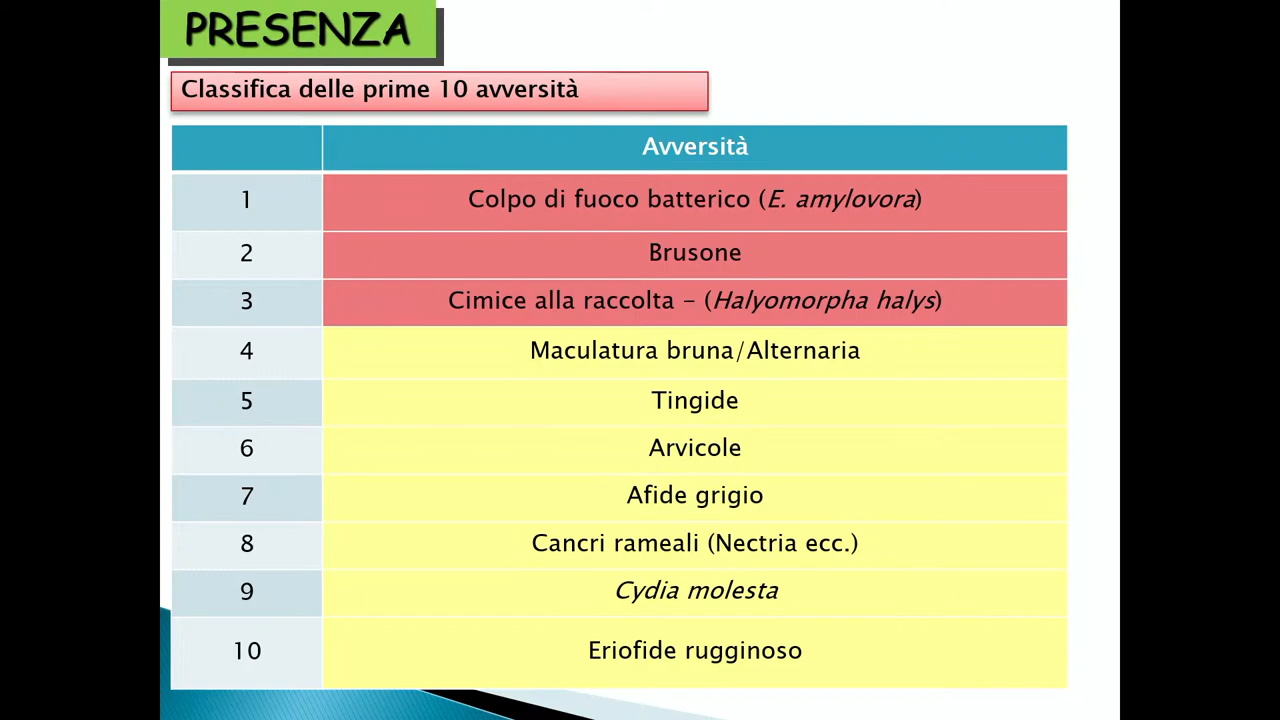 PRESENZA
Classifica delle prime 10 avversità
Avversità
1 Colpo di fuoco batterico (E. amylovora)
2 Brusone
3 Cimice alla raccolta – (Halyomorpha halys)
4 Maculatura bruna/Alternaria
5 Tingide
6 Arvicole
7 Afide grigio
8 Cancri rameali (Nectria ecc.)
9 Cydia molesta
10 Eriofide rugginoso